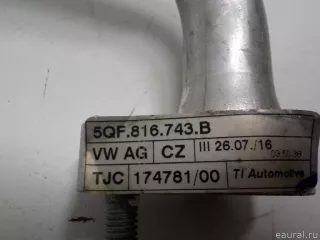 5QF.816.743.B
VW AG CZ III 26.07./16
TJC 174781/00 TI Automotive
eaural.ru